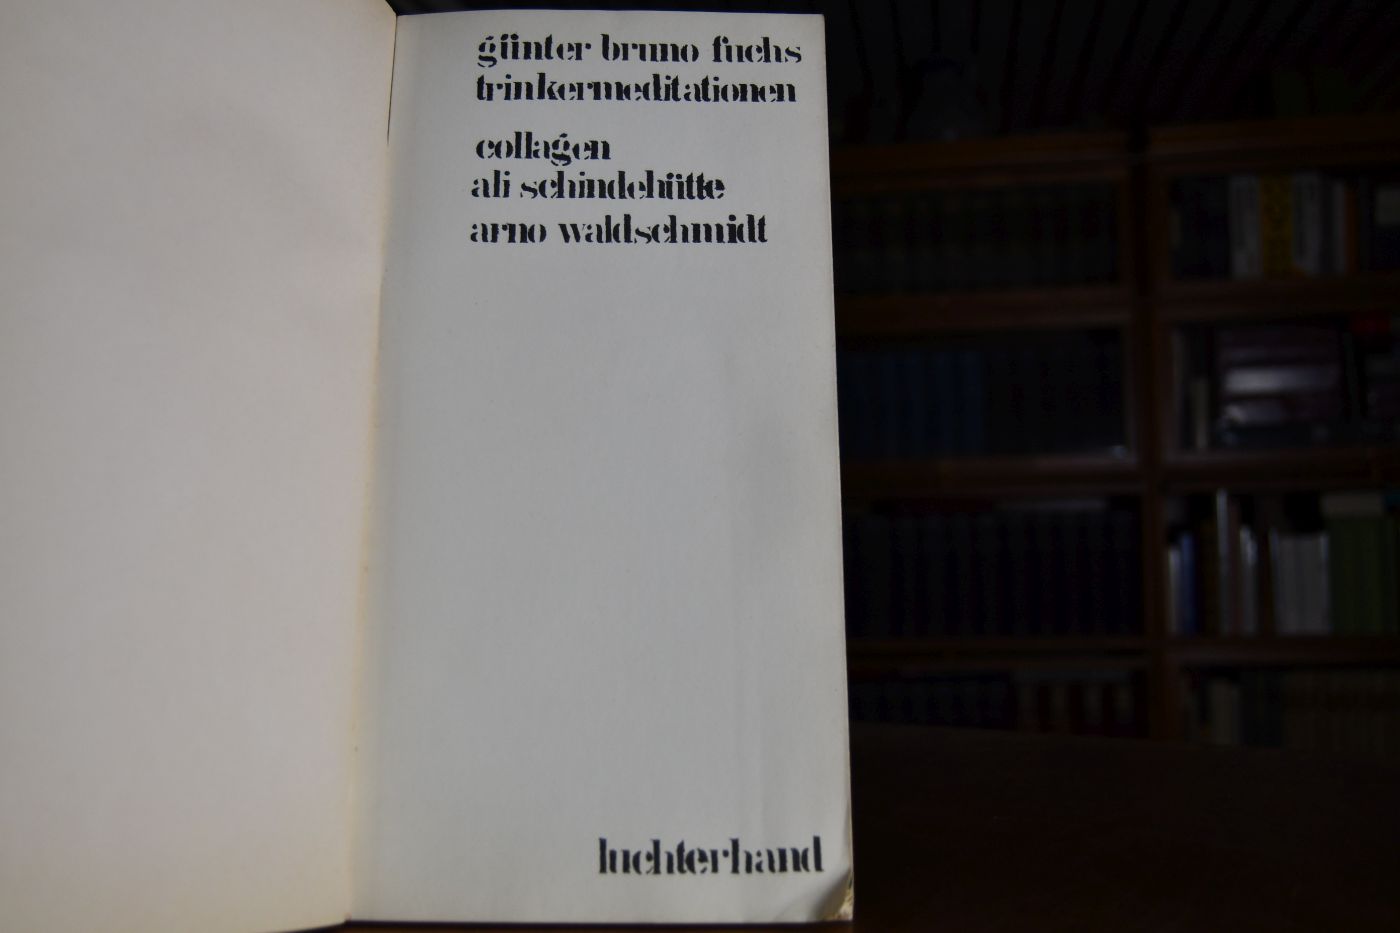 günter bruno fuchs
trinkermeditationen
collagen
ali schindehütte
arno waldschmidt
luchterhand